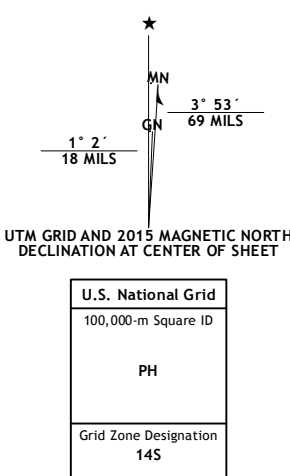 ★
MN
3° 53´
69 MILS
GN
1° 2´
18 MILS
UTM GRID AND 2015 MAGNETIC NORTH
DECLINATION AT CENTER OF SHEET
U.S. National Grid
100,000-m Square ID
PH
Grid Zone Designation
14S